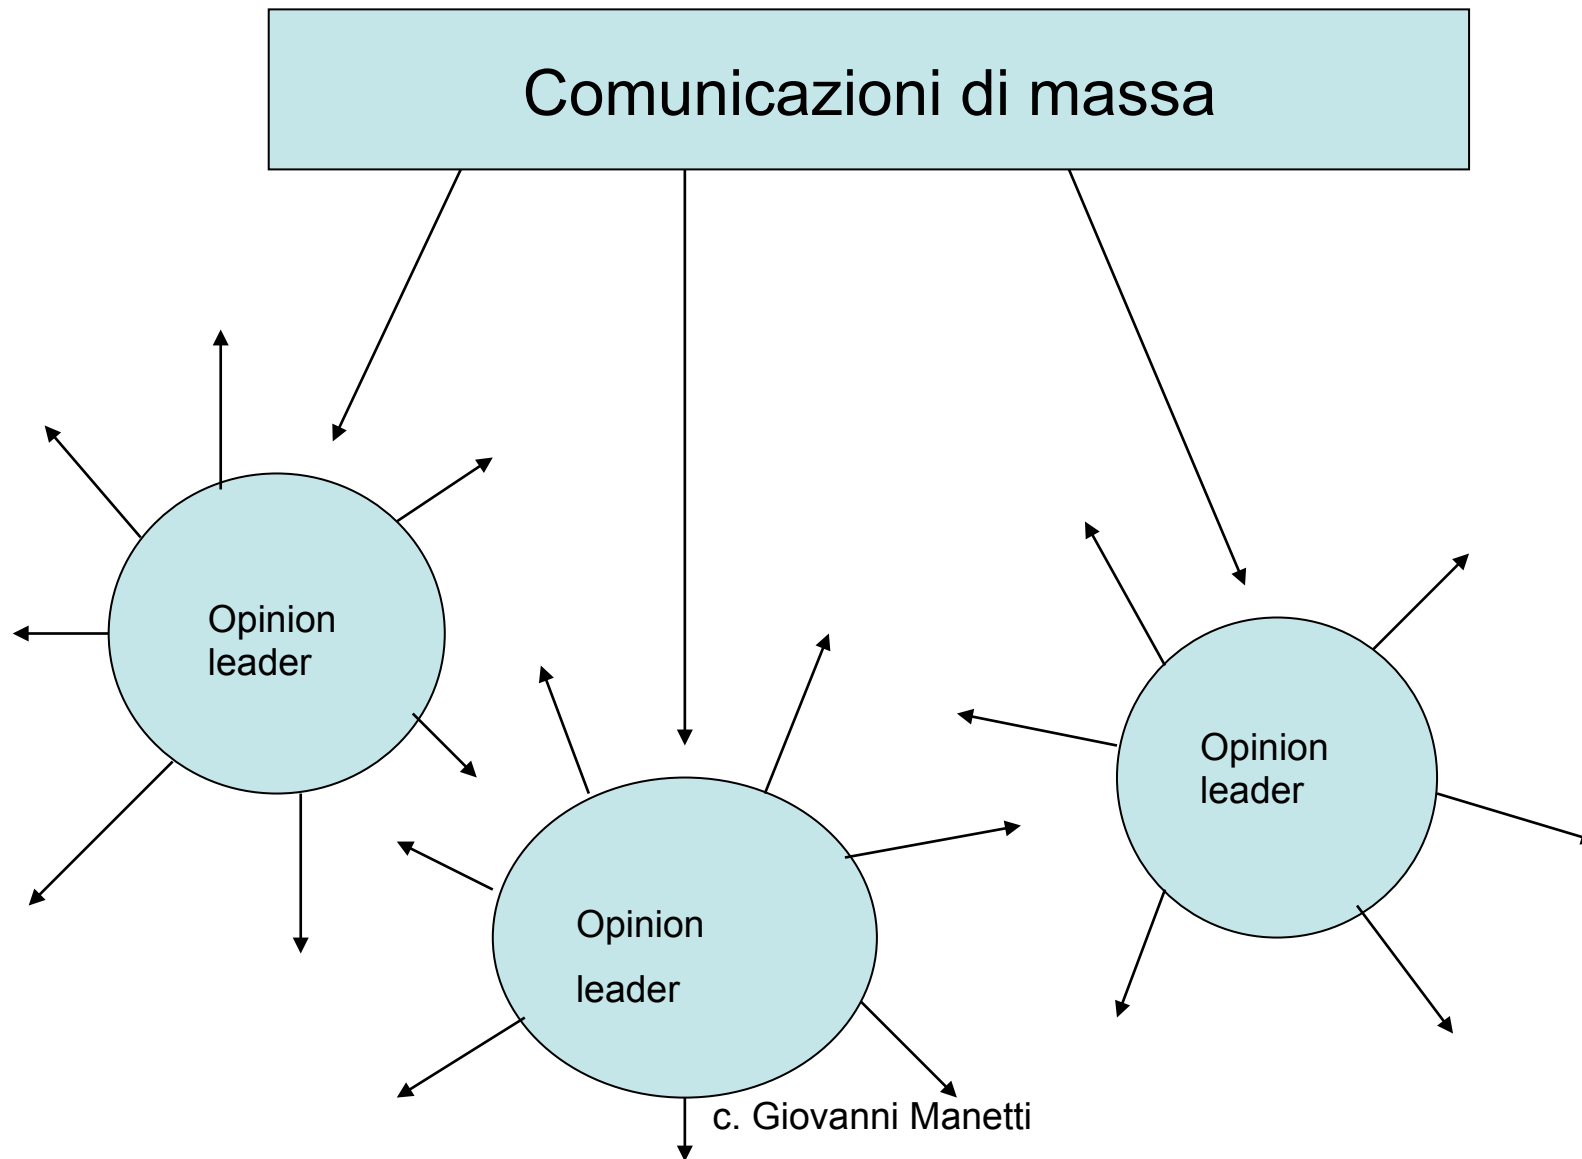 Comunicazioni di massa
Opinion
leader
Opinion
leader
Opinion
leader
c. Giovanni Manetti